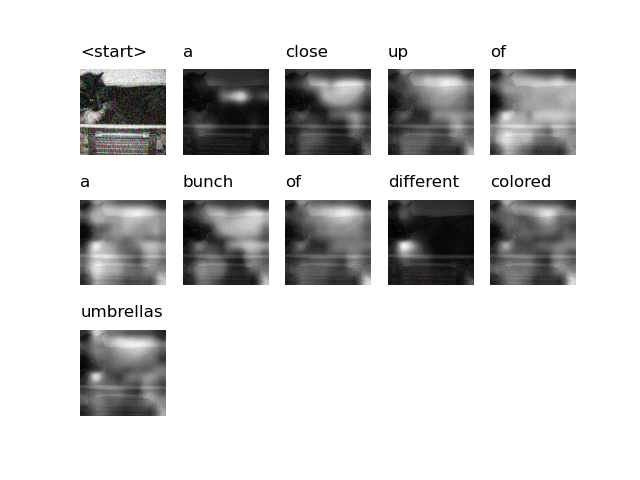 <start> a close up of
a bunch of different colored
umbrellas